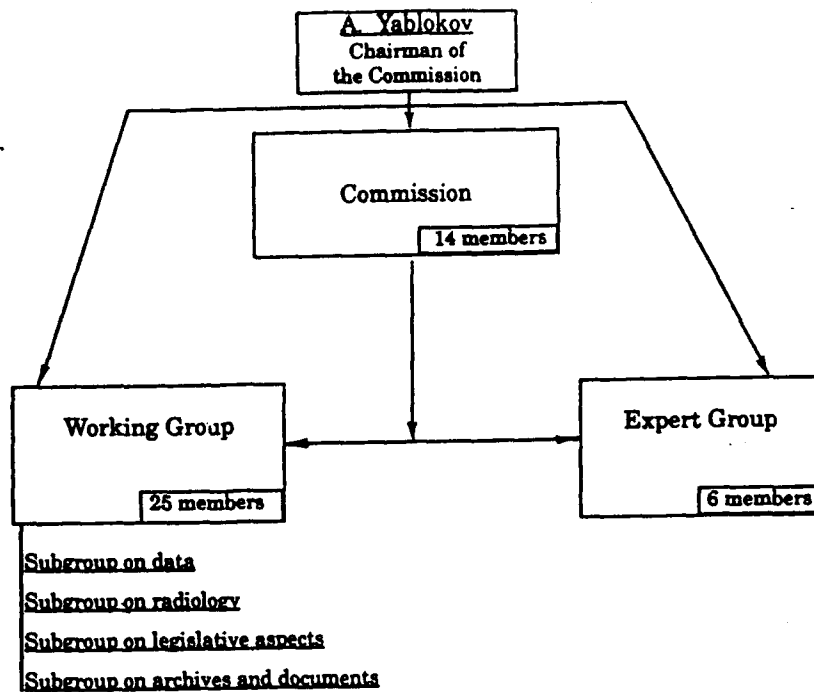 A. Yablokov
Chairman of
the Commission
Commission
14 members
Working Group
25 members
Expert Group
6 members
Subgroup on data
Subgroup on radiology
Subgroup on legislative aspects
Subgroup on archives and documents